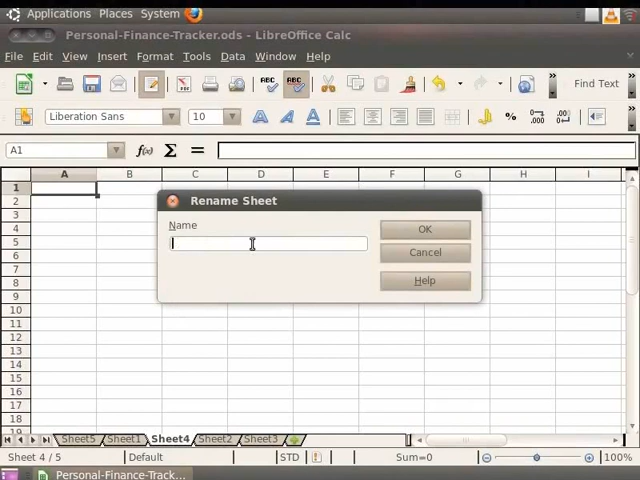 Applications Places System
Personal-Finance-Tracker.ods - LibreOffice Calc
File Edit View Insert Format Tools Data Window Help
ABC ABC » » Find Text
Liberation Sans 10 A A A % »
A1 f(x) Σ =
A B C D E F G H I
1
2
3
4
5
6
7
8
9
10
11
12
13
14
15
16
17
18
19
Rename Sheet
Name
OK
Cancel
Help
Sheet5 Sheet1 Sheet4 Sheet2 Sheet3
Sheet 4 / 5 Default STD Sum=0 100%
Personal-Finance-Track...